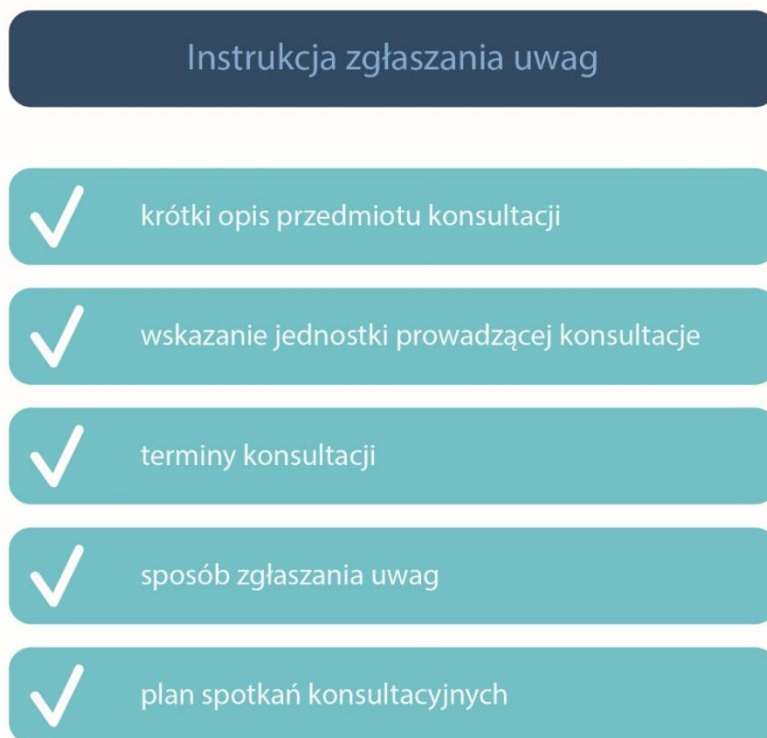 Instrukcja zgłaszania uwag
krótki opis przedmiotu konsultacji
wskazanie jednostki prowadzącej konsultacje
terminy konsultacji
sposób zgłaszania uwag
plan spotkań konsultacyjnych